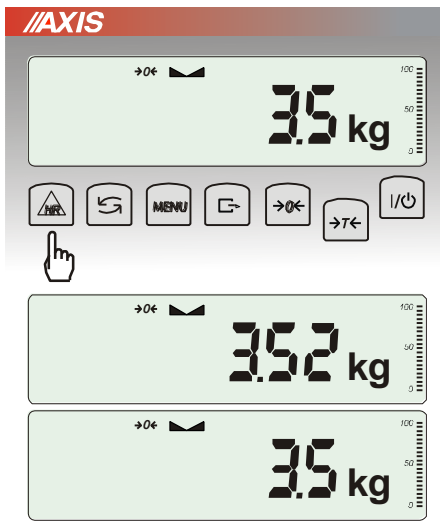 AXIS
→0←
100
3.5 kg
50
0
HR
MENU
→0←
→T←
I/⏻
→0←
100
3.52 kg
50
0
→0←
100
3.5 kg
50
0